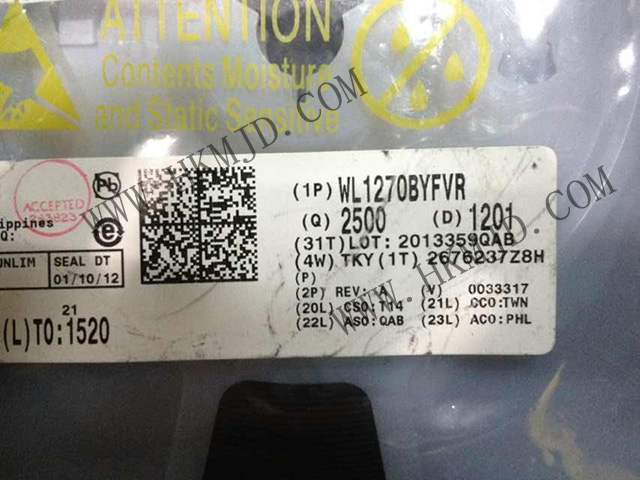 ATTENTION
Contents Moisture
and Static Sensitive
WWW.HKMJD.COM
WWW.HKMJD.COM
ACCEPTED
Pb
ippines
Q:
e
UNLIM
SEAL DT
01/10/12
21
(L)TO:1520
(1P) WL1270BYFVR
(Q) 2500 (D) 1201
(31T)LOT: 2013359QAB
(4W) TKY(1T) 2676237Z8H
(P)
(2P) REV: A (V) 0033317
(20L) CSO:T14 (21L) CCO:TWN
(22L) ASO:QAB (23L) ACO:PHL